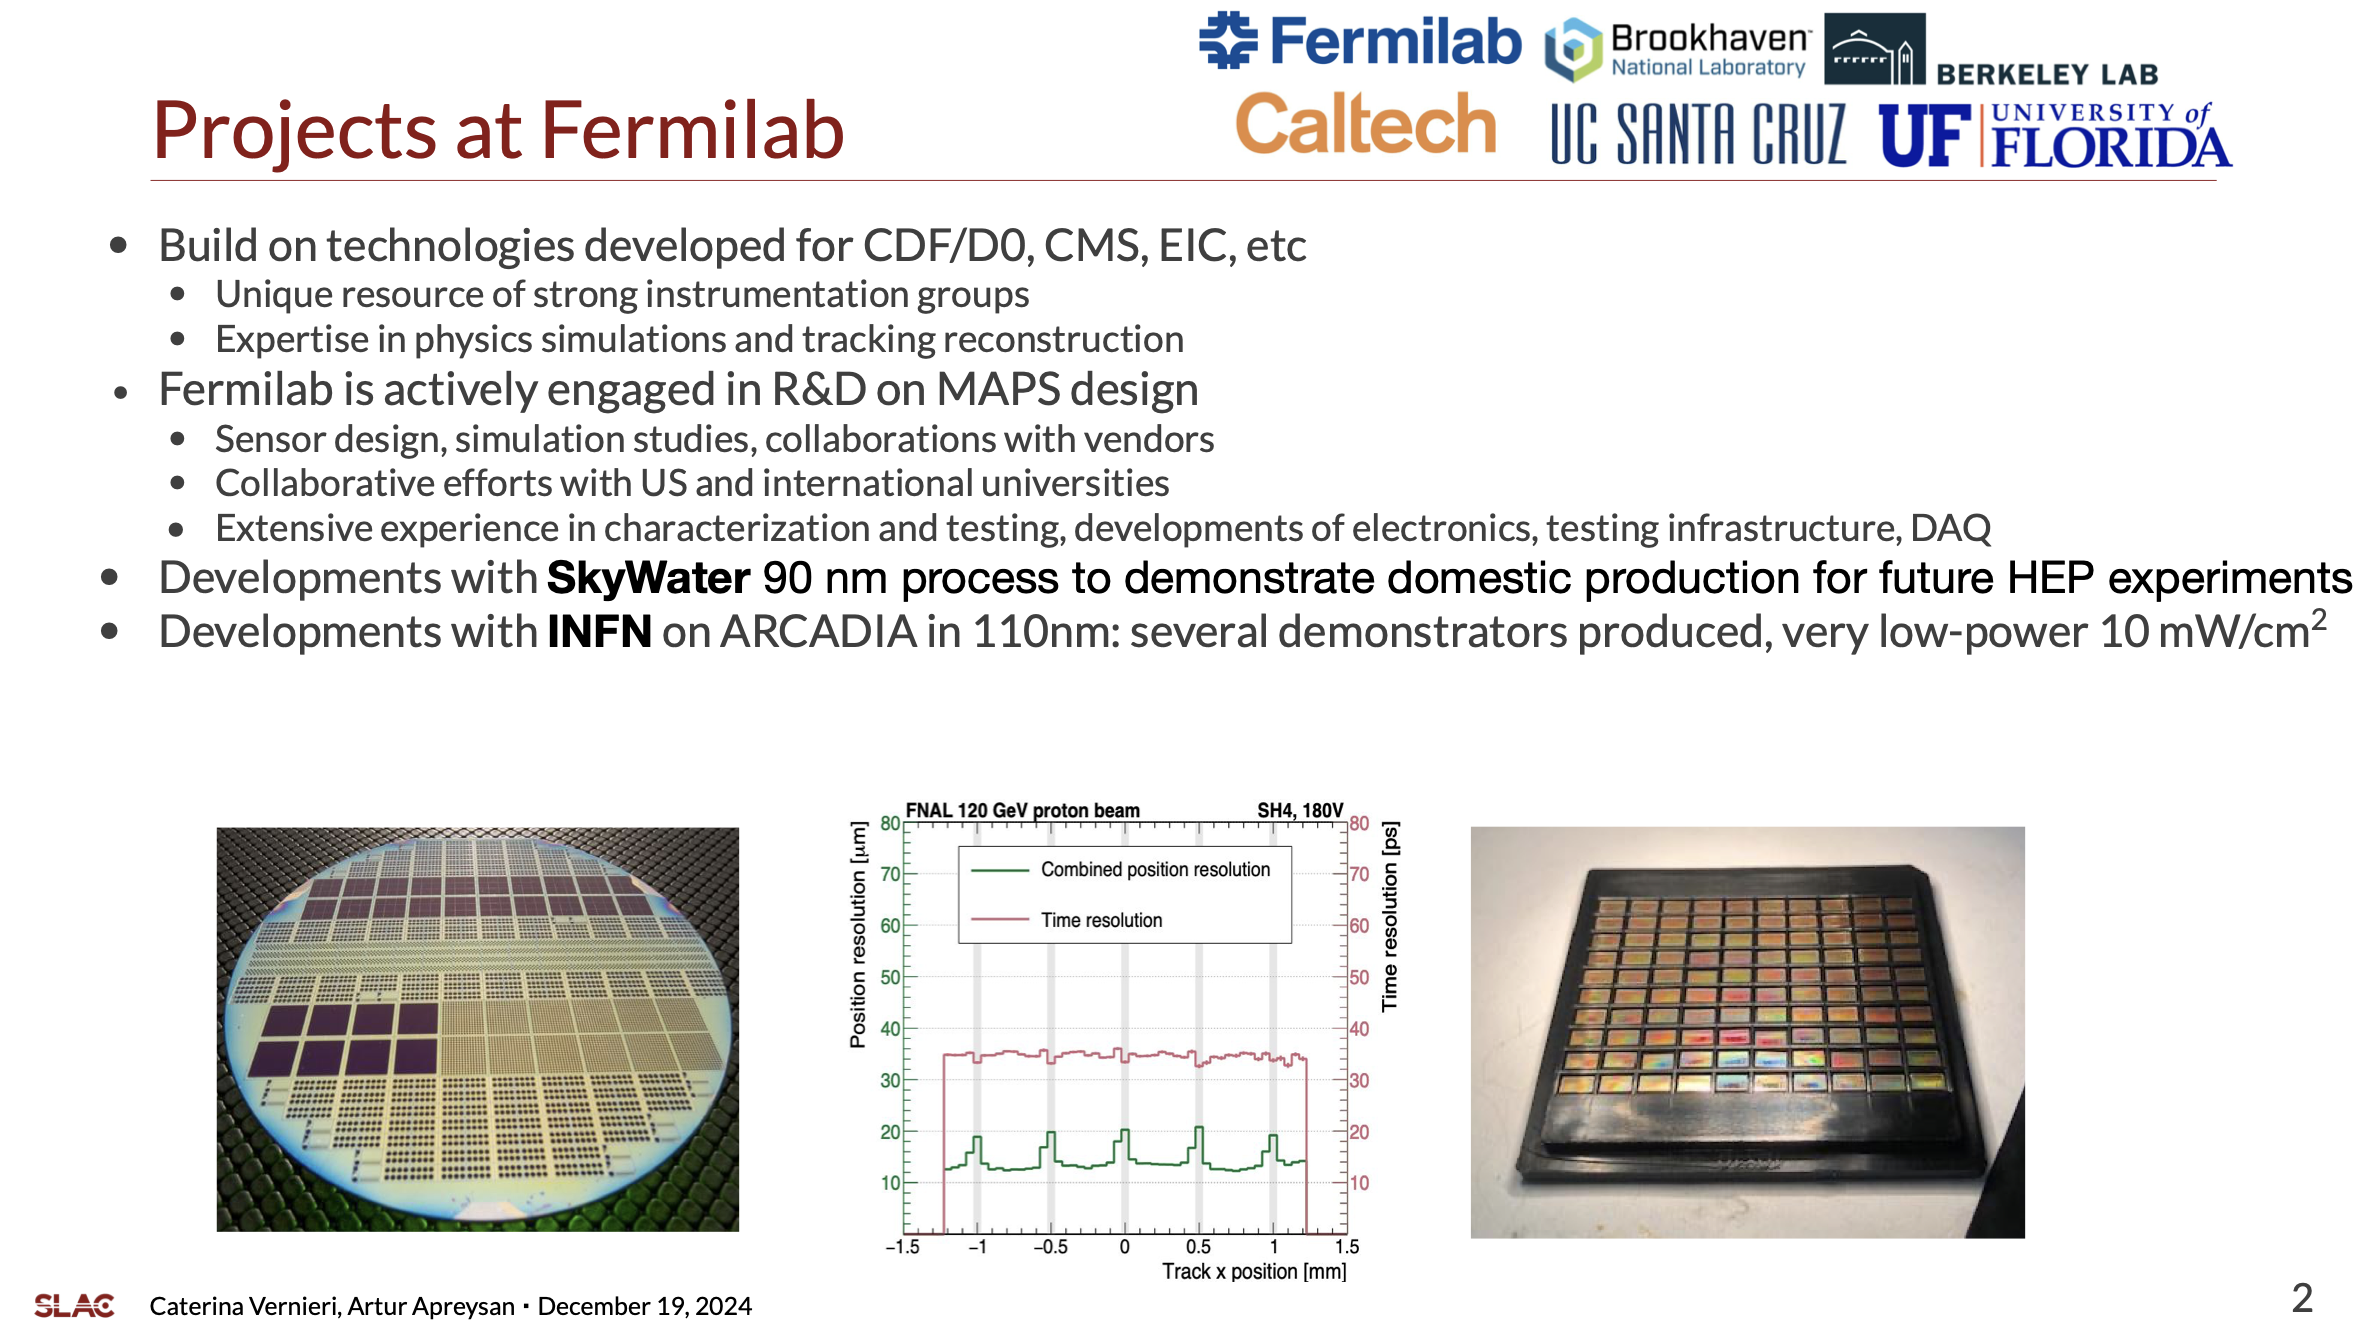 Fermilab
Brookhaven™
National Laboratory
BERKELEY LAB
Caltech
UC SANTA CRUZ
UF UNIVERSITY of
FLORIDA
Projects at Fermilab
• Build on technologies developed for CDF/D0, CMS, EIC, etc
• Unique resource of strong instrumentation groups
• Expertise in physics simulations and tracking reconstruction
• Fermilab is actively engaged in R&D on MAPS design
• Sensor design, simulation studies, collaborations with vendors
• Collaborative efforts with US and international universities
• Extensive experience in characterization and testing, developments of electronics, testing infrastructure, DAQ
• Developments with SkyWater 90 nm process to demonstrate domestic production for future HEP experiments
• Developments with INFN on ARCADIA in 110nm: several demonstrators produced, very low-power 10 mW/cm²
FNAL 120 GeV proton beam SH4, 180V
Position resolution [μm]
80
70
60
50
40
30
20
10
Combined position resolution
Time resolution
80
70
60
50
40
30
20
10
Time resolution [ps]
−1.5 −1 −0.5 0 0.5 1 1.5
Track x position [mm]
SLAC Caterina Vernieri, Artur Apreysan · December 19, 2024
2